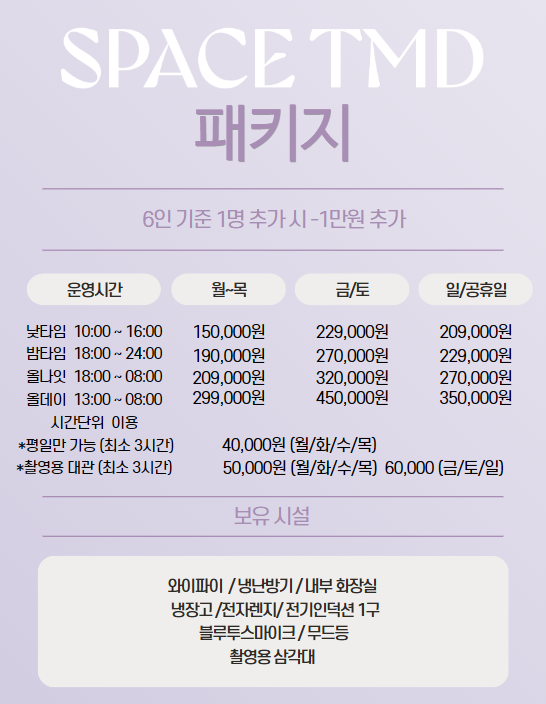 SPACE TMD
패키지
6인 기준 1명 추가 시 -1만원 추가
운영시간 월~목 금/토 일/공휴일
낮타임 10:00 ~ 16:00 150,000원 229,000원 209,000원
밤타임 18:00 ~ 24:00 190,000원 270,000원 229,000원
올나잇 18:00 ~ 08:00 209,000원 320,000원 270,000원
올데이 13:00 ~ 08:00 299,000원 450,000원 350,000원
시간단위 이용
*평일만 가능 (최소 3시간) 40,000원 (월/화/수/목)
*촬영용 대관 (최소 3시간) 50,000원 (월/화/수/목) 60,000 (금/토/일)
보유 시설
와이파이 / 냉난방기 / 내부 화장실
냉장고 /전자렌지/ 전기인덕션 1구
블루투스마이크 / 무드등
촬영용 삼각대